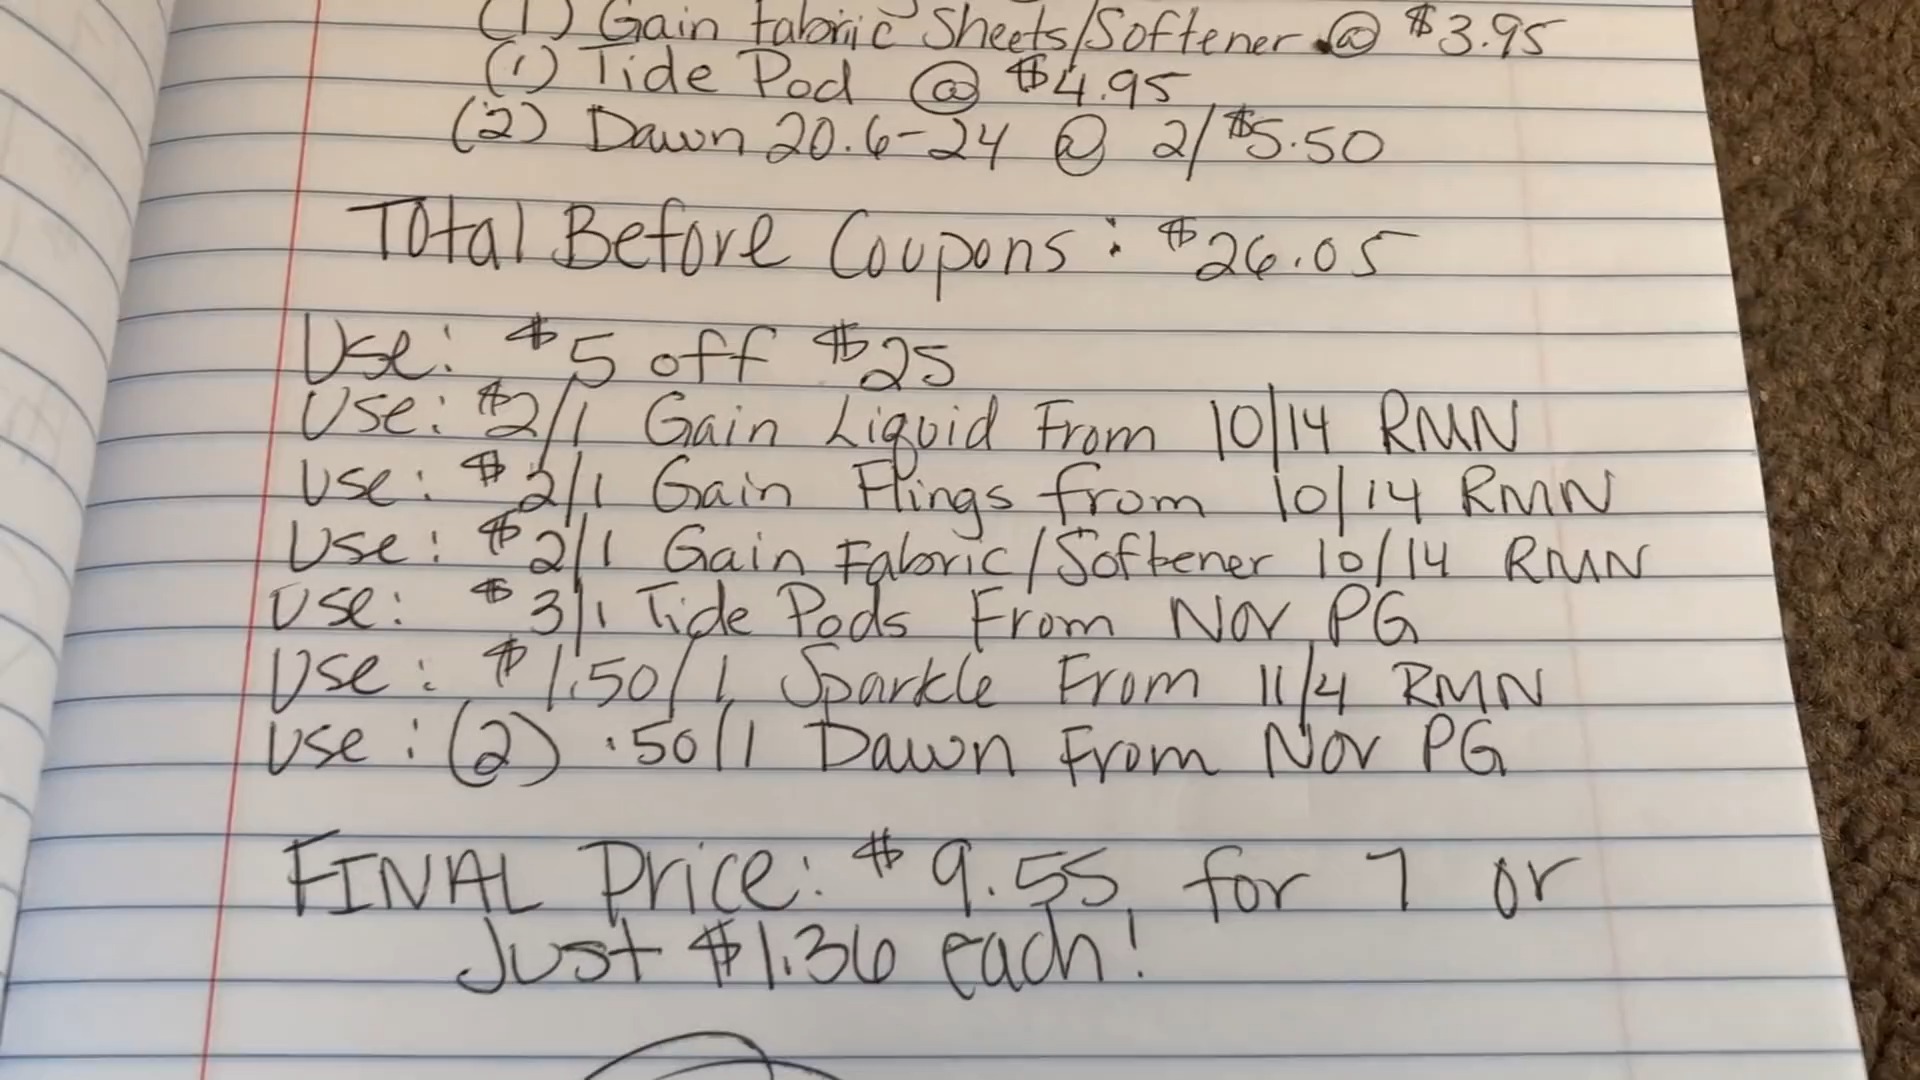 (1) Gain Fabric Sheets/Softener @ $3.95
(1) Tide Pod @ $4.95
(2) Dawn 20.6-24 @ 2/$5.50
Total Before Coupons: $26.05
Use: $5 off $25
Use: $2/1 Gain Liquid From 10/14 RMN
Use: $2/1 Gain Flings from 10/14 RMN
Use: $2/1 Gain Fabric/Softener 10/14 RMN
Use: $3/1 Tide Pods From Nov PG
Use: $1.50/1 Sparkle From 11/4 RMN
Use: (2) .50/1 Dawn From Nov PG
FINAL Price: $9.55 for 7 or
Just $1.36 each!